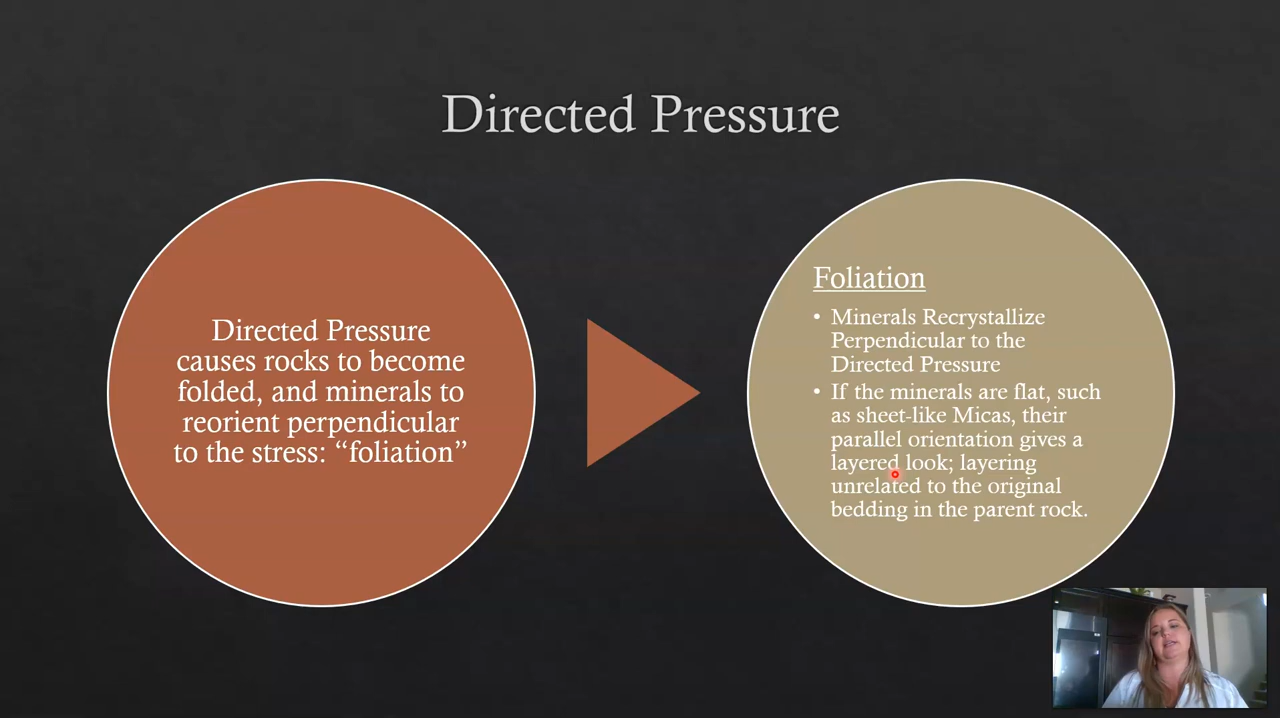 Directed Pressure
Directed Pressure
causes rocks to become
folded, and minerals to
reorient perpendicular
to the stress: “foliation”
Foliation
• Minerals Recrystallize
Perpendicular to the
Directed Pressure
• If the minerals are flat, such
as sheet-like Micas, their
parallel orientation gives a
layered look; layering
unrelated to the original
bedding in the parent rock.